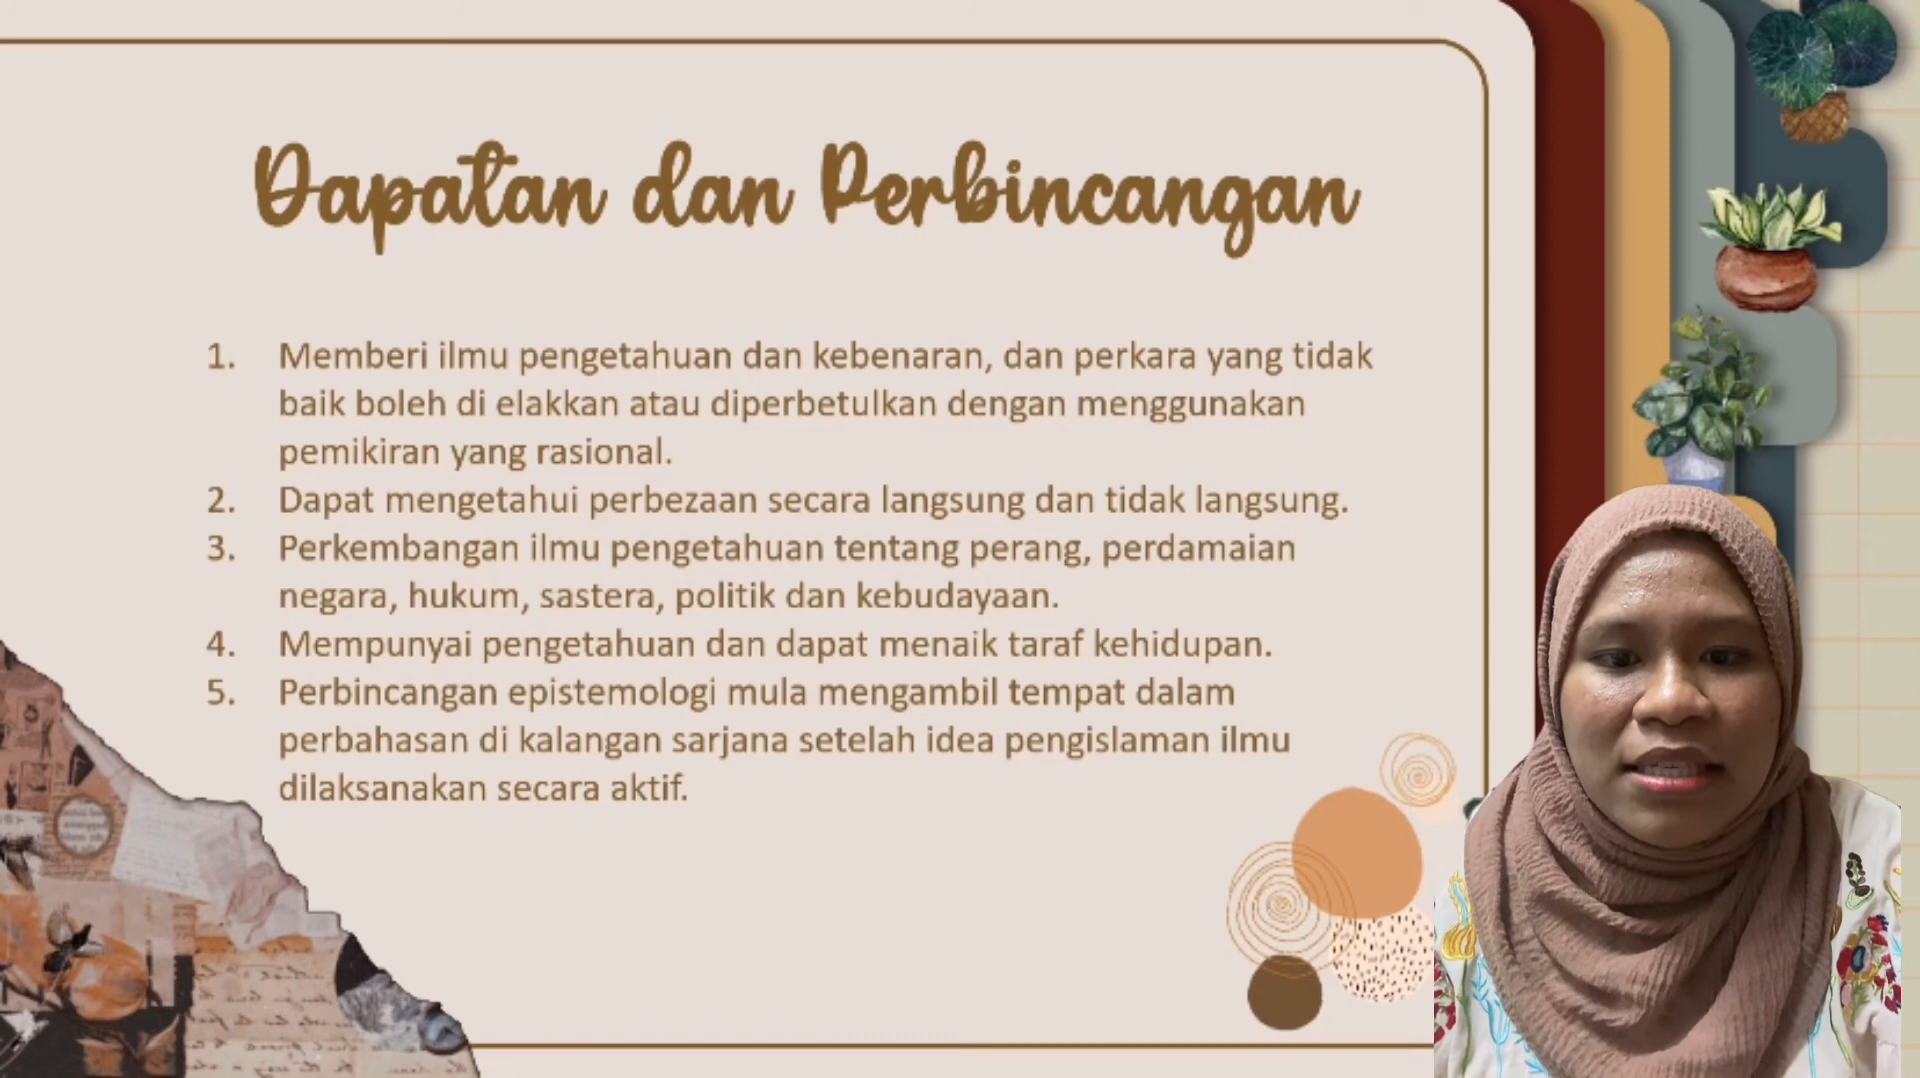 Dapatan dan Perbincangan
1. Memberi ilmu pengetahuan dan kebenaran, dan perkara yang tidak
baik boleh di elakkan atau diperbetulkan dengan menggunakan
pemikiran yang rasional.
2. Dapat mengetahui perbezaan secara langsung dan tidak langsung.
3. Perkembangan ilmu pengetahuan tentang perang, perdamaian
negara, hukum, sastera, politik dan kebudayaan.
4. Mempunyai pengetahuan dan dapat menaik taraf kehidupan.
5. Perbincangan epistemologi mula mengambil tempat dalam
perbahasan di kalangan sarjana setelah idea pengislaman ilmu
dilaksanakan secara aktif.